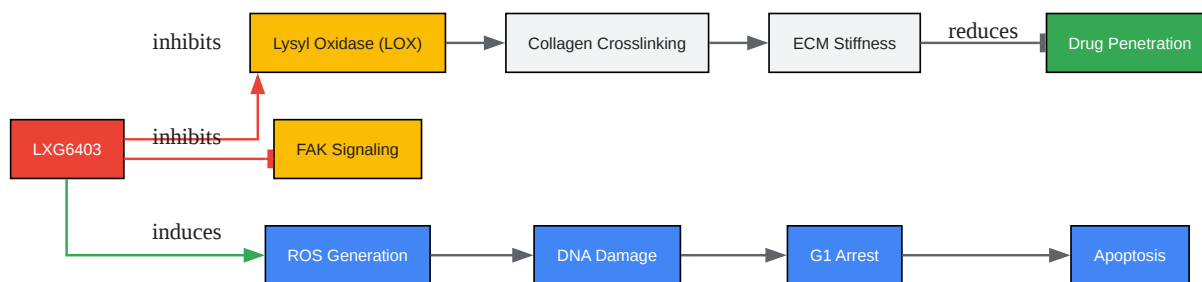 inhibits
Lysyl Oxidase (LOX)
Collagen Crosslinking
ECM Stiffness
reduces
Drug Penetration
LXG6403
inhibits
FAK Signaling
induces
ROS Generation
DNA Damage
G1 Arrest
Apoptosis